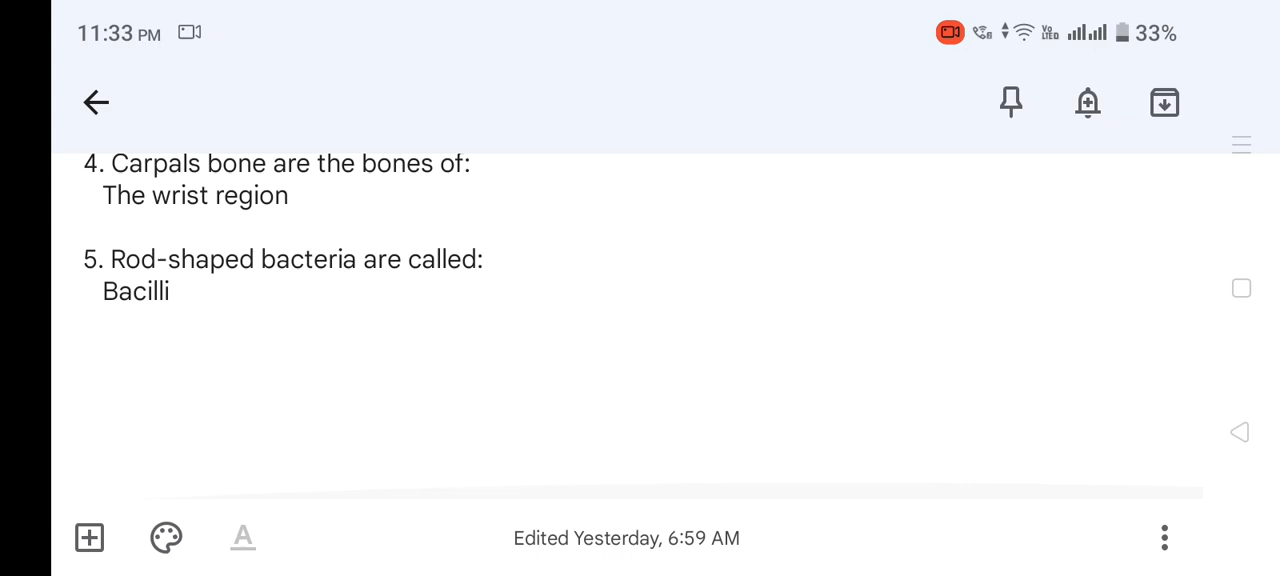 11:33 PM
33%
4. Carpals bone are the bones of:
The wrist region
5. Rod-shaped bacteria are called:
Bacilli
A
Edited Yesterday, 6:59 AM